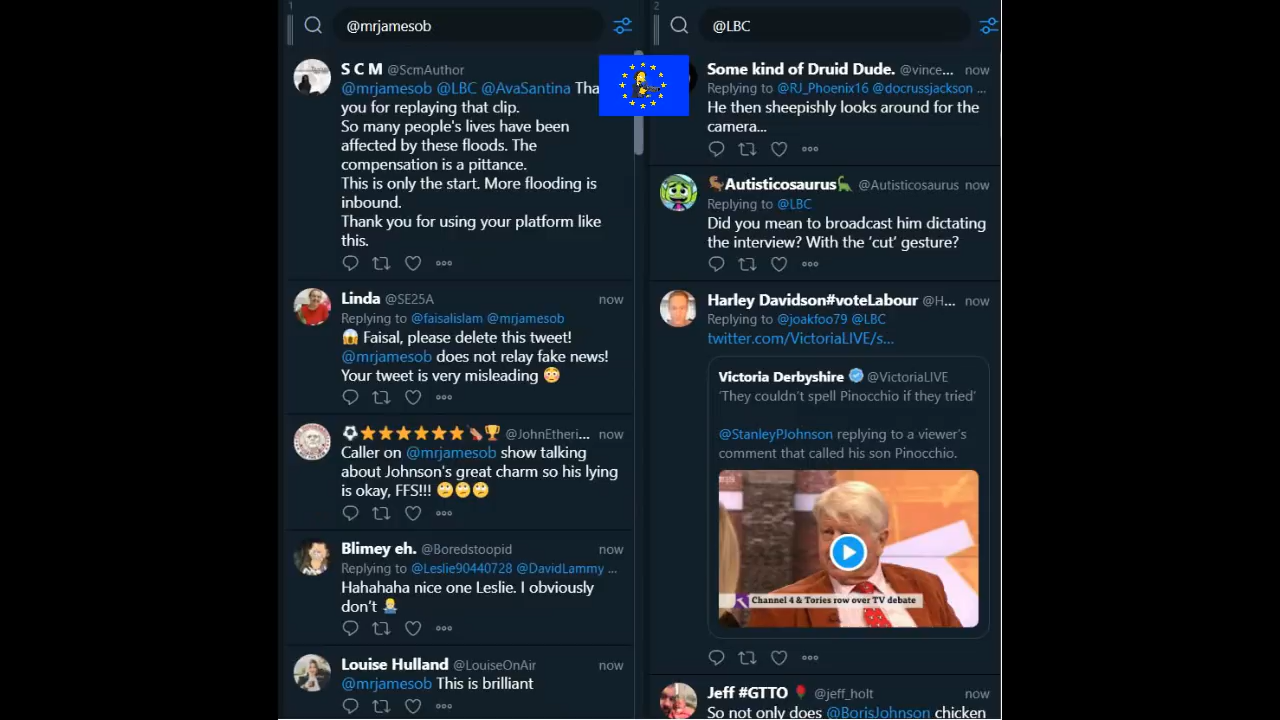 1
@mrjamesob
S C M @ScmAuthor
@mrjamesob @LBC @AvaSantina Tha
you for replaying that clip.
So many people's lives have been
affected by these floods. The
compensation is a pittance.
This is only the start. More flooding is
inbound.
Thank you for using your platform like
this.
Linda @SE25A now
Replying to @faisalislam @mrjamesob
😱 Faisal, please delete this tweet!
@mrjamesob does not relay fake news!
Your tweet is very misleading 😳
⚽⭐⭐⭐⭐⭐⭐🍾🏆 @JohnEtheri... now
Caller on @mrjamesob show talking
about Johnson's great charm so his lying
is okay, FFS!!! 🙄🙄🙄
Blimey eh. @Boredstoopid now
Replying to @Leslie90440728 @DavidLammy ...
Hahahaha nice one Leslie. I obviously
don't
Louise Hulland @LouiseOnAir now
@mrjamesob This is brilliant
2
@LBC
Some kind of Druid Dude. @vince... now
Replying to @RJ_Phoenix16 @docrussjackson ...
He then sheepishly looks around for the
camera...
🦖Autisticosaurus🦕 @Autisticosaurus now
Replying to @LBC
Did you mean to broadcast him dictating
the interview? With the 'cut' gesture?
Harley Davidson#voteLabour @H... now
Replying to @joakfoo79 @LBC
twitter.com/VictoriaLIVE/s...
Victoria Derbyshire @VictoriaLIVE
'They couldn't spell Pinocchio if they tried'
@StanleyPJohnson replying to a viewer's
comment that called his son Pinocchio.
Channel 4 & Tories row over TV debate
Jeff #GTTO 🌹 @jeff_holt now
So not only does @BorisJohnson chicken